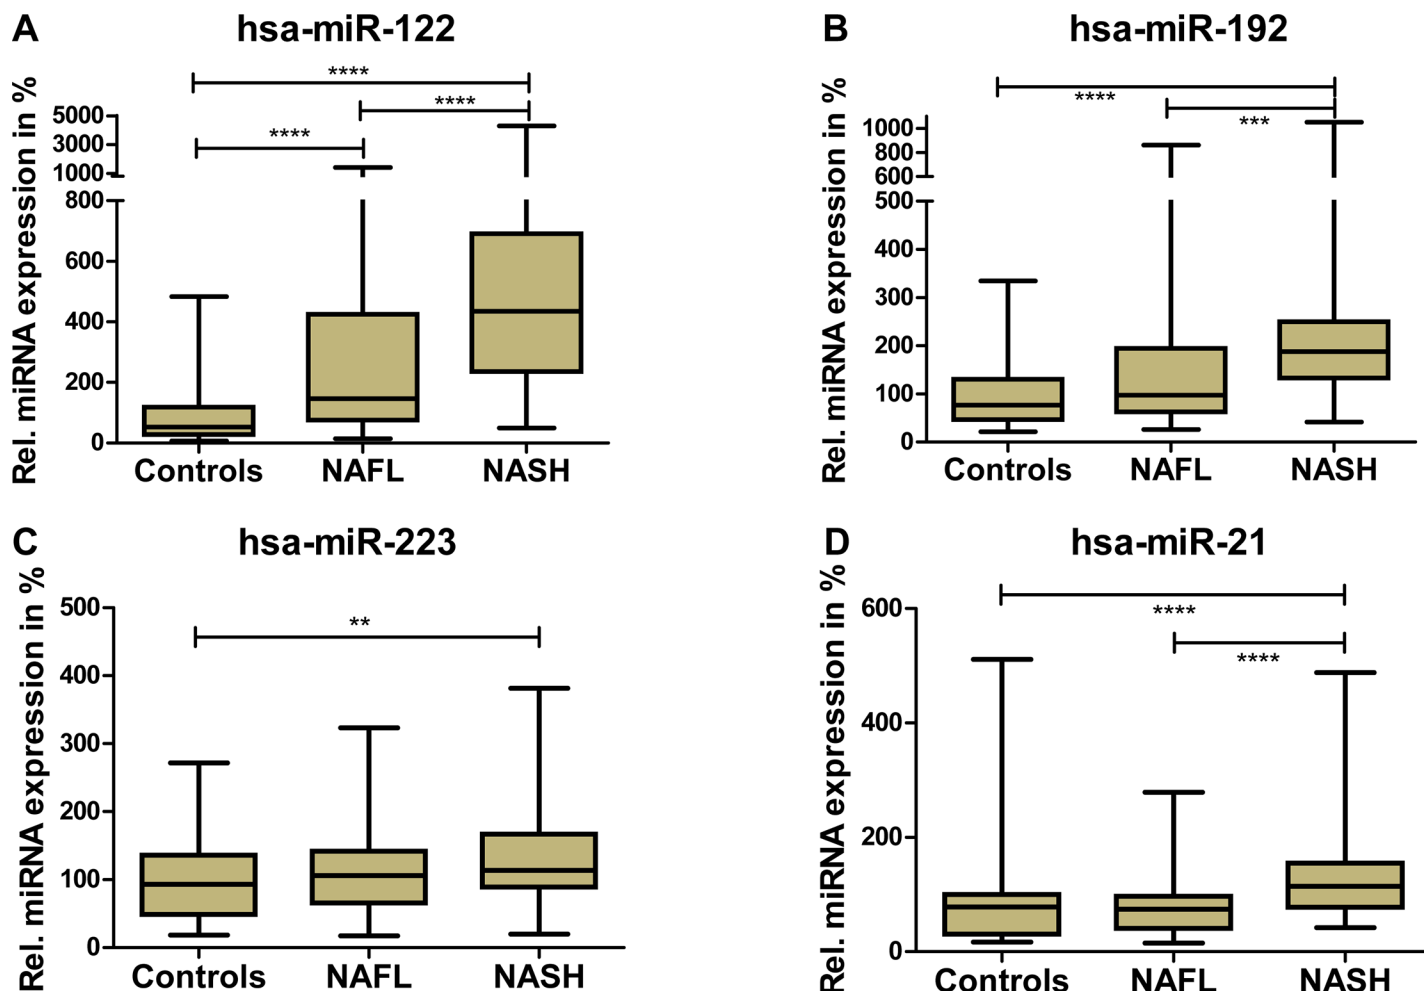 A
hsa-miR-122
Rel. miRNA expression in %
****
****
****
5000
3000
1000
800
600
400
200
0
Controls NAFL NASH
B
hsa-miR-192
Rel. miRNA expression in %
****
***
1000
800
600
500
400
300
200
100
0
Controls NAFL NASH
C
hsa-miR-223
Rel. miRNA expression in %
**
500
400
300
200
100
0
Controls NAFL NASH
D
hsa-miR-21
Rel. miRNA expression in %
****
****
600
400
200
0
Controls NAFL NASH